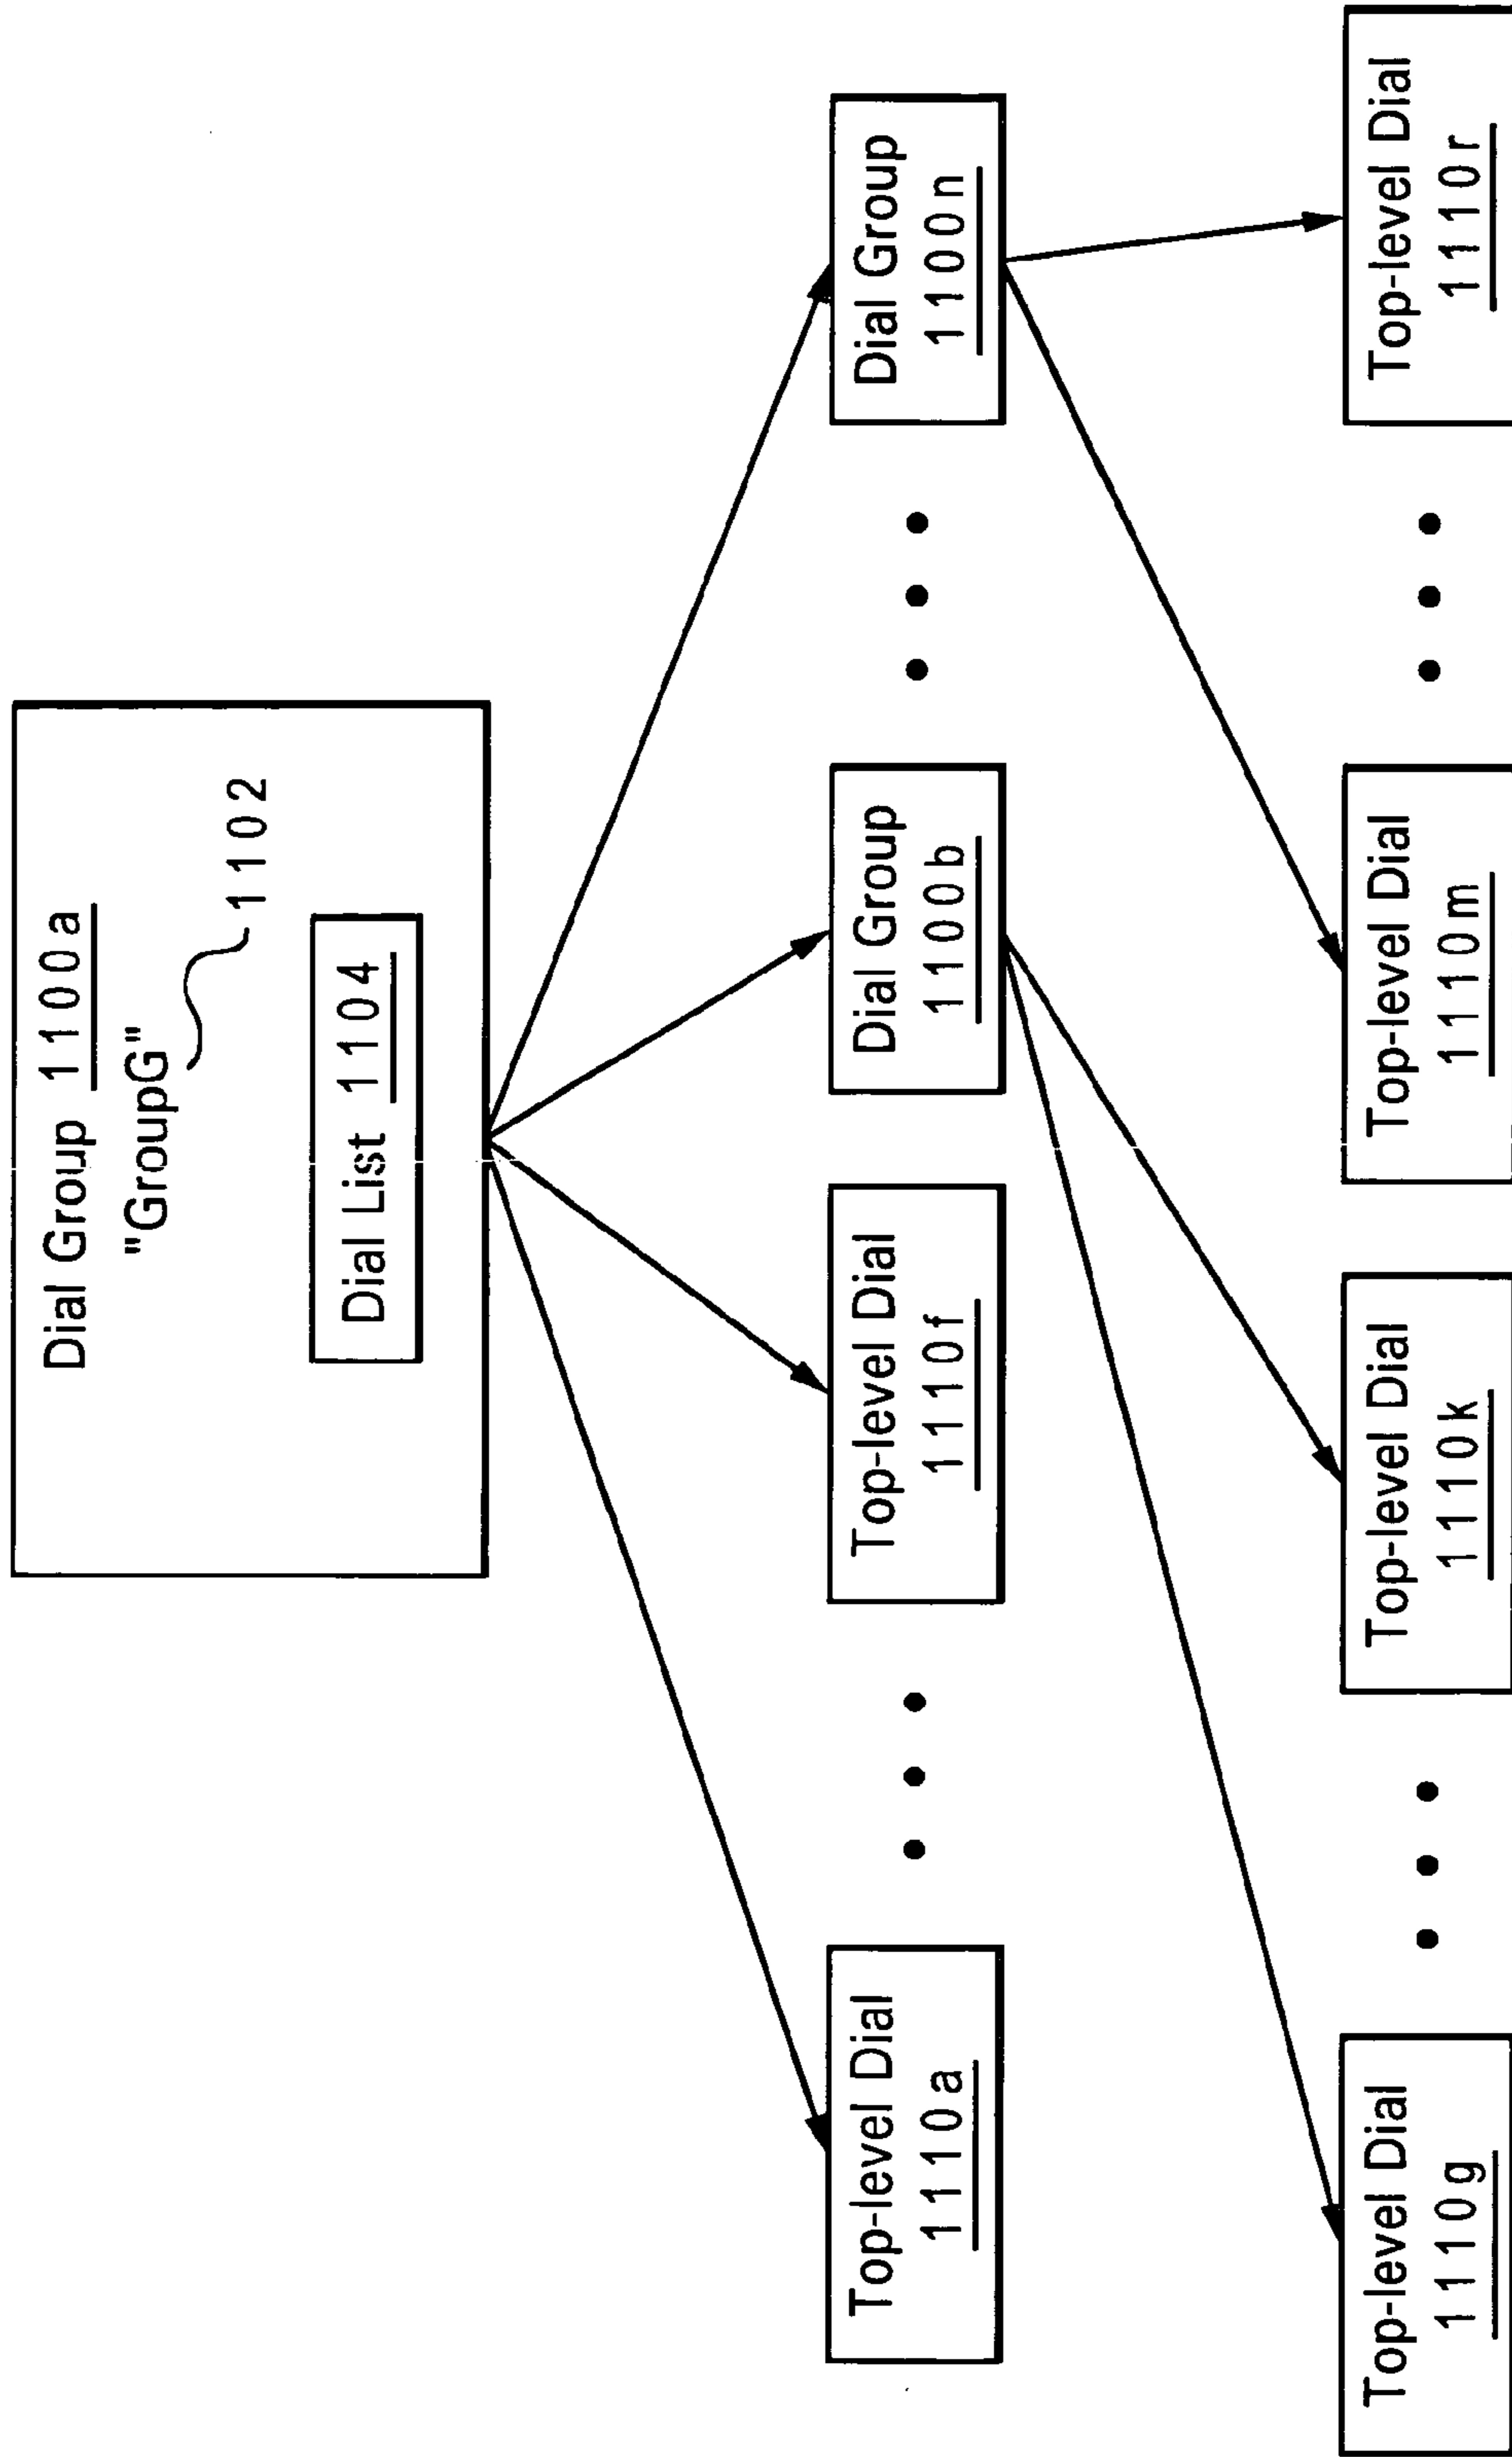 Dial Group 1100a
"GroupG"
1102
Dial List 1104
Top-level Dial
1110a
Top-level Dial
1110f
Dial Group
1100b
Dial Group
1100n
Top-level Dial
1110g
Top-level Dial
1110k
Top-level Dial
1110m
Top-level Dial
1110r